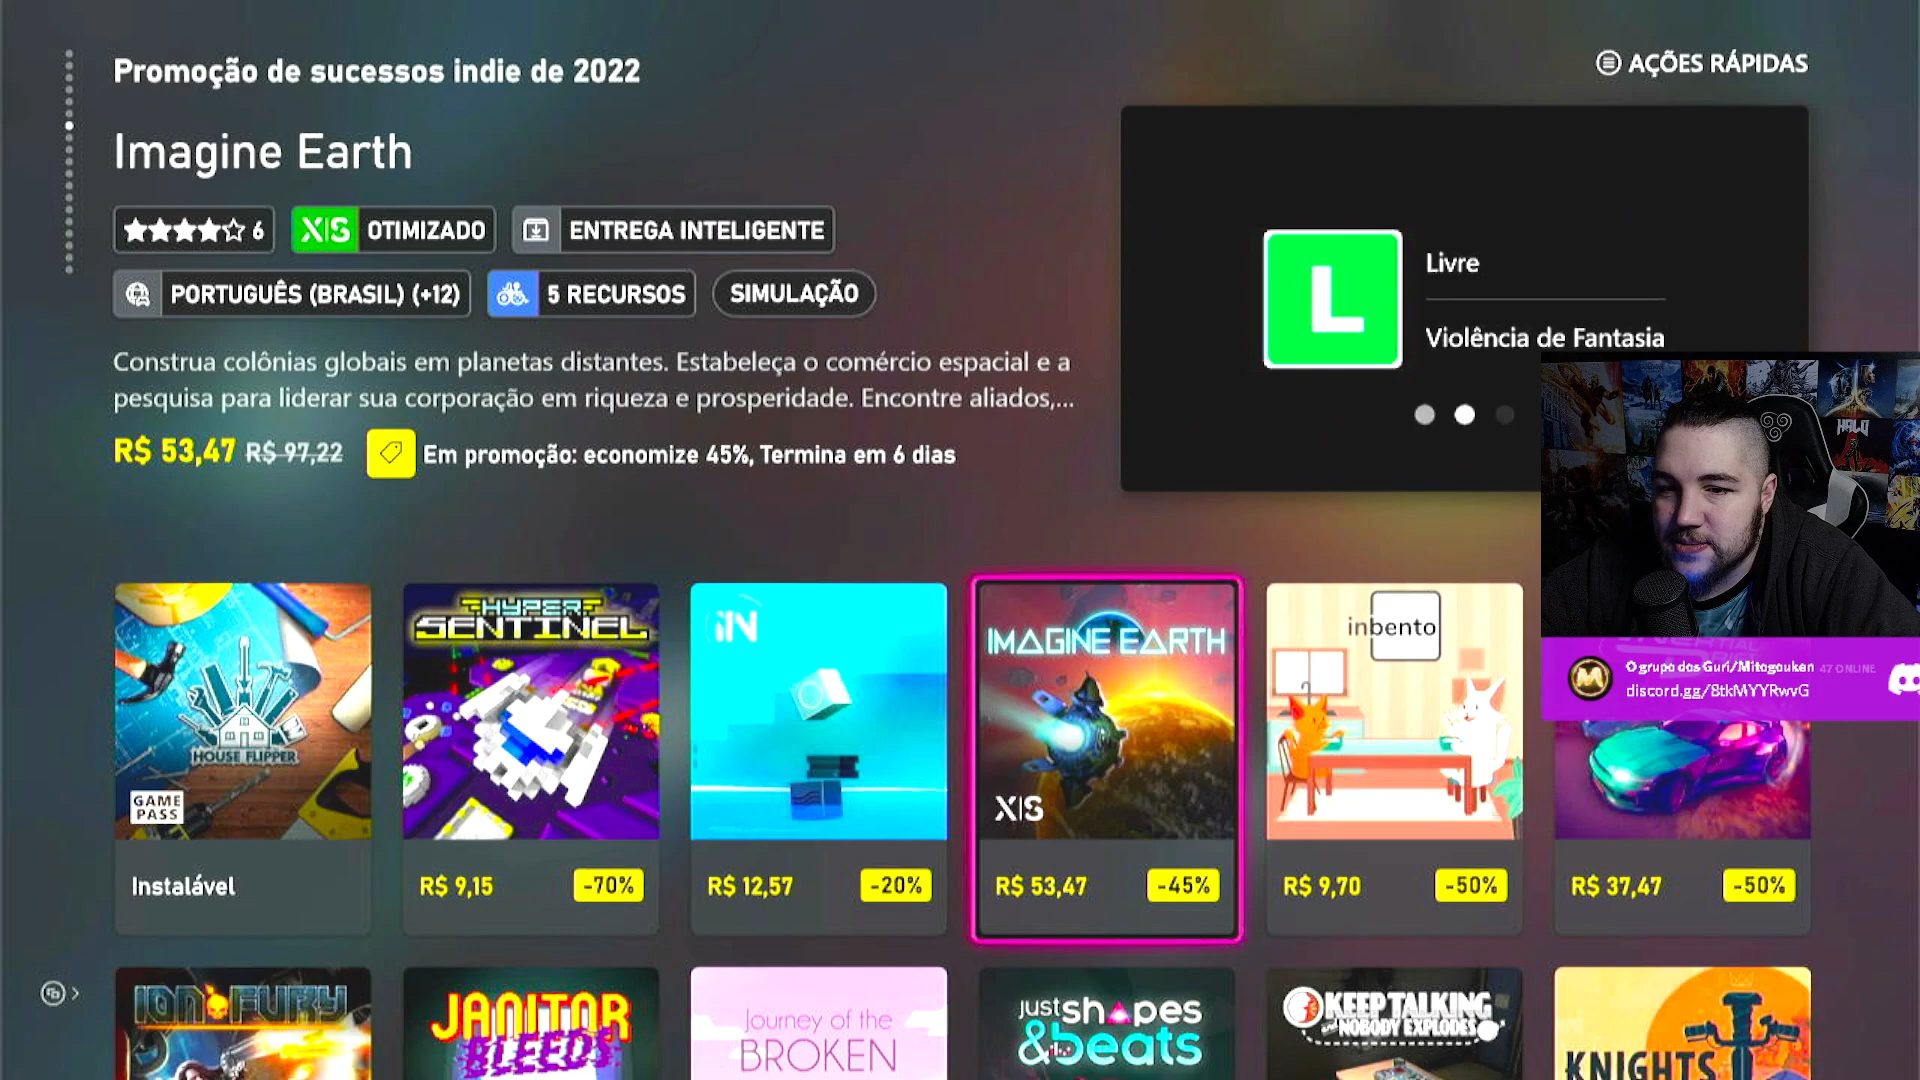 Promoção de sucessos indie de 2022
AÇÕES RÁPIDAS
Imagine Earth
6
X|S OTIMIZADO
ENTREGA INTELIGENTE
PORTUGUÊS (BRASIL) (+12)
5 RECURSOS
SIMULAÇÃO
Construa colônias globais em planetas distantes. Estabeleça o comércio espacial e a
pesquisa para liderar sua corporação em riqueza e prosperidade. Encontre aliados,...
R$ 53,47 R$ 97,22 Em promoção: economize 45%, Termina em 6 dias
L
Livre
Violência de Fantasia
HALO
O grupo dos Guri/Mitogouken 47 ONLINE
discord.gg/8tkMYYRwvG
HOUSE FLIPPER
GAME
PASS
Instalável
HYPER
SENTINEL
R$ 9,15 -70%
iN
R$ 12,57 -20%
IMAGINE EARTH
X|S
R$ 53,47 -45%
inbento
R$ 9,70 -50%
R$ 37,47 -50%
ION FURY
JANITOR
BLEEDS
Journey of the
BROKEN
just shapes
&beats
KEEP TALKING
and NOBODY EXPLODES
KNIGHTS